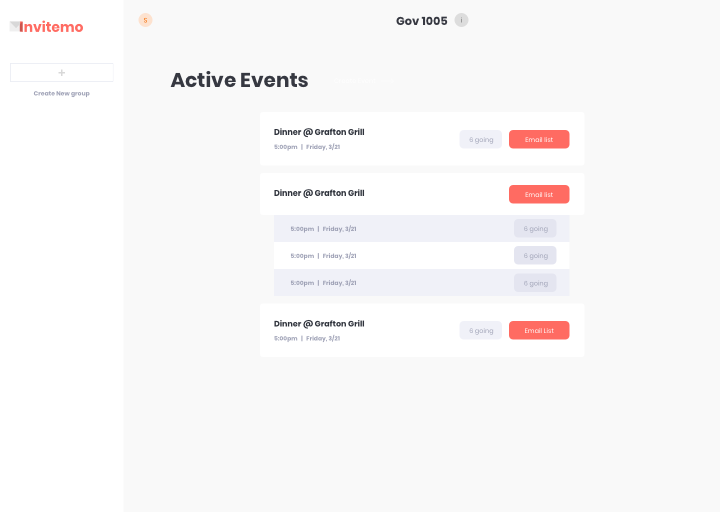 Invitemo
+
Create New group
S
Gov 1005
i
Active Events
Dinner @ Grafton Grill
5:00pm | Friday, 3/21
6 going
Email list
Dinner @ Grafton Grill
Email list
5:00pm | Friday, 3/21
6 going
5:00pm | Friday, 3/21
6 going
5:00pm | Friday, 3/21
6 going
Dinner @ Grafton Grill
5:00pm | Friday, 3/21
6 going
Email List